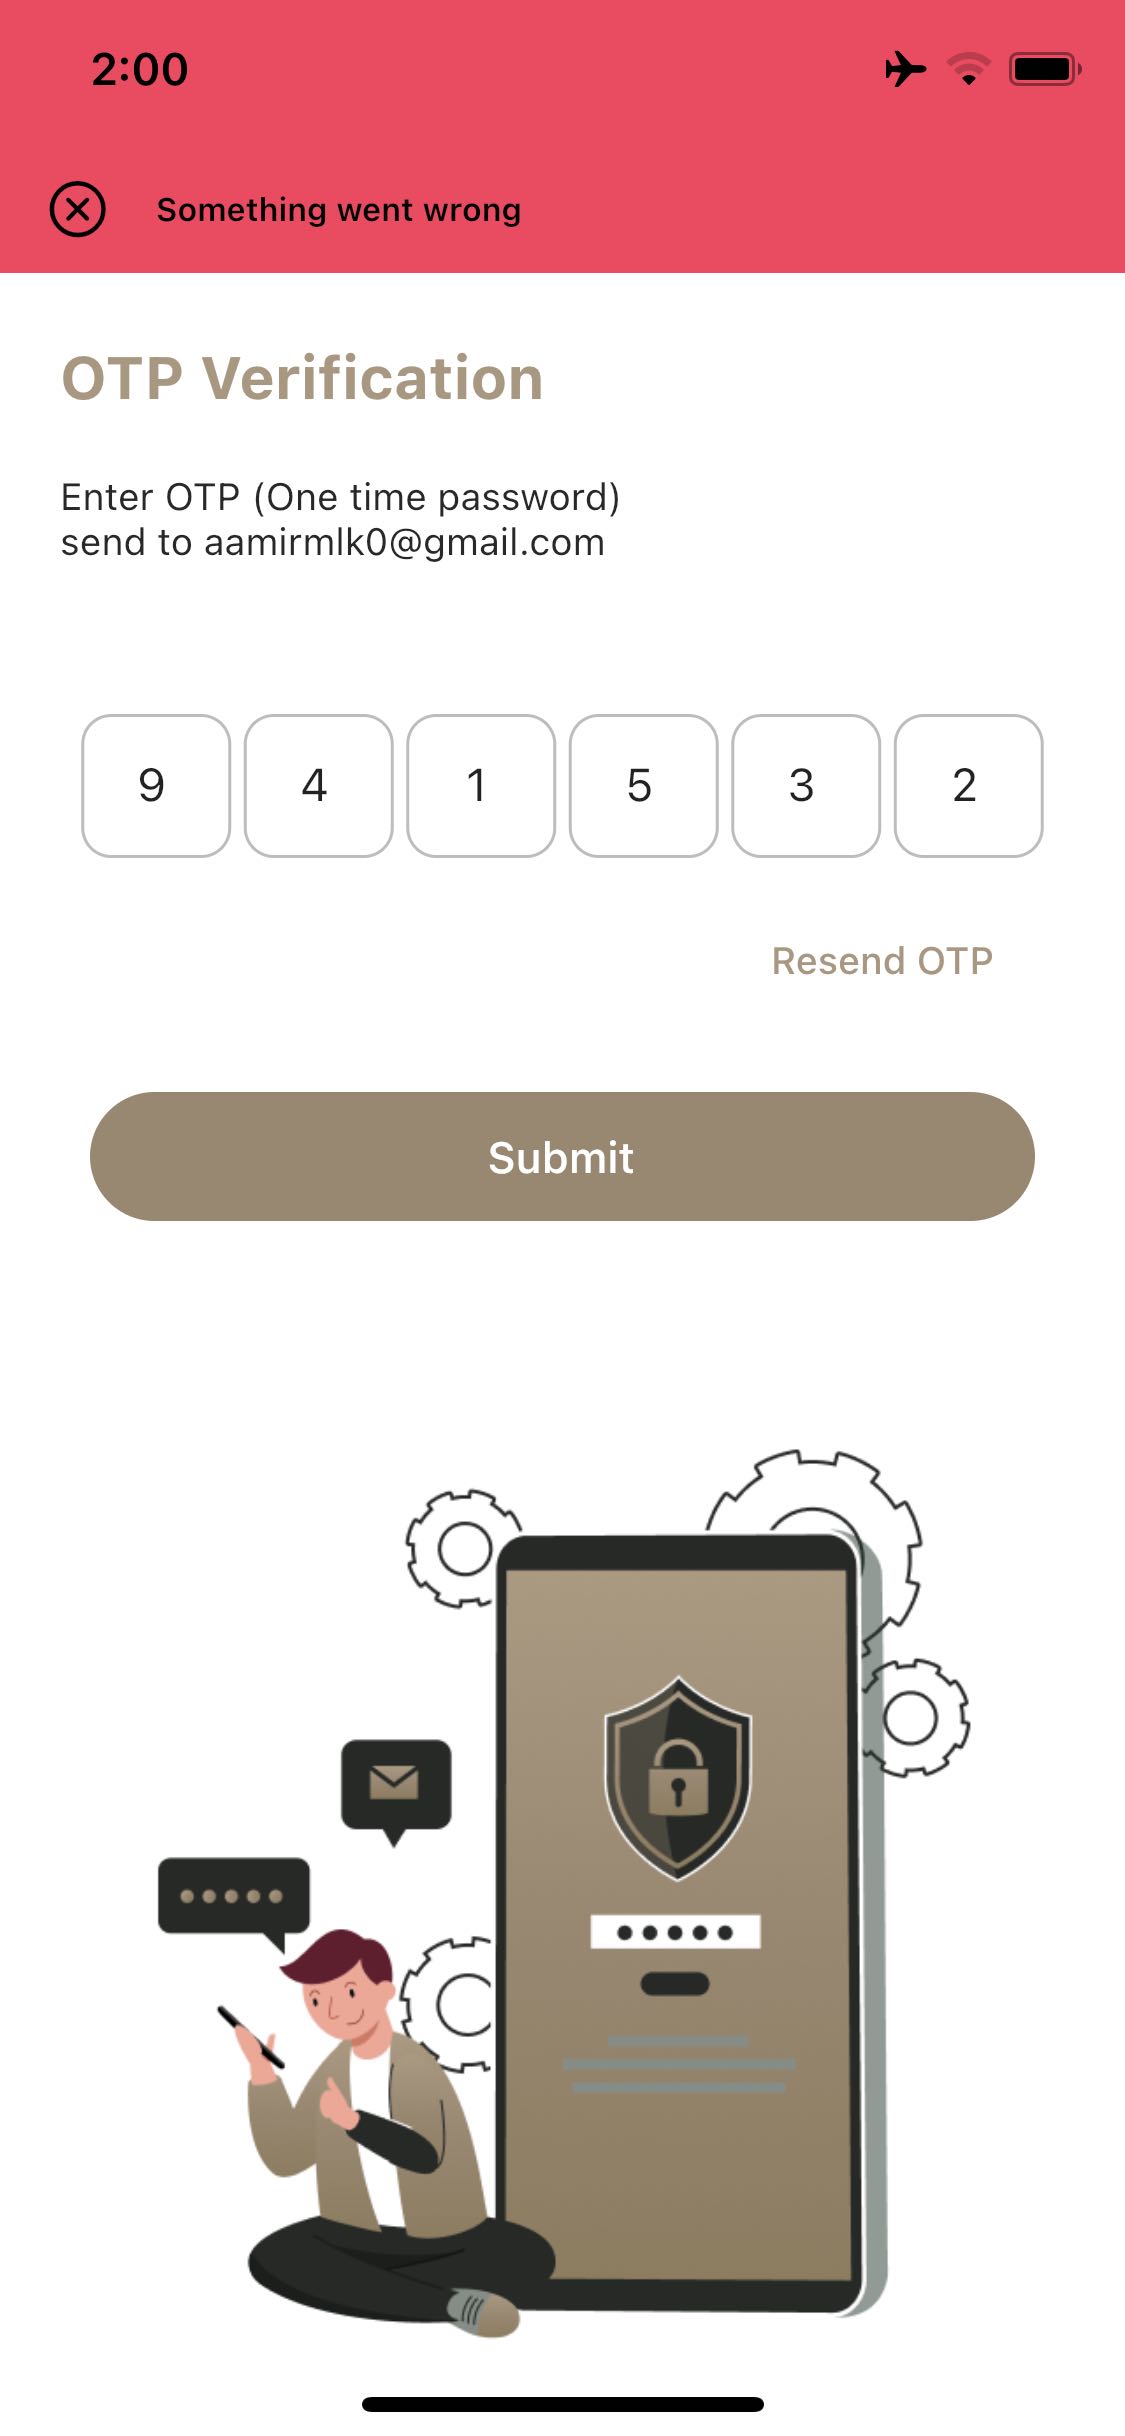 2:00
Something went wrong
OTP Verification
Enter OTP (One time password)
send to aamirmlk0@gmail.com
9 4 1 5 3 2
Resend OTP
Submit